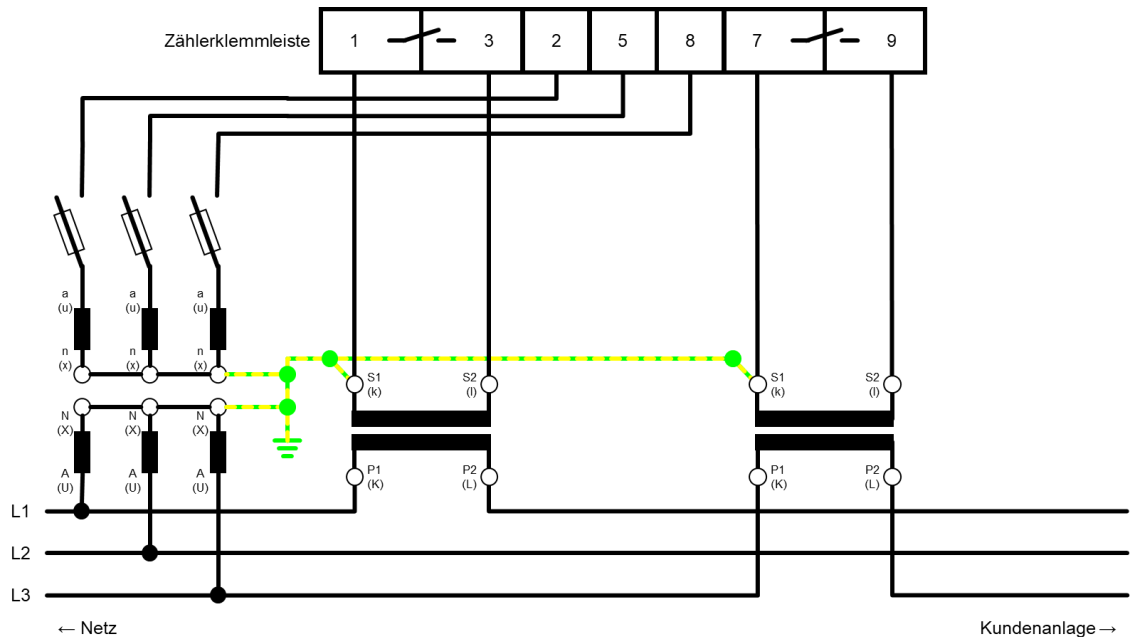 Zählerklemmleiste 1 3 2 5 8 7 9
a a a
(u) (u) (u)
n n n
(x) (x) (x)
S1 S2 S1 S2
(k) (l) (k) (l)
N N N
(X) (X) (X)
A A A
(U) (U) (U)
P1 P2 P1 P2
(K) (L) (K) (L)
L1
L2
L3
← Netz Kundenanlage →